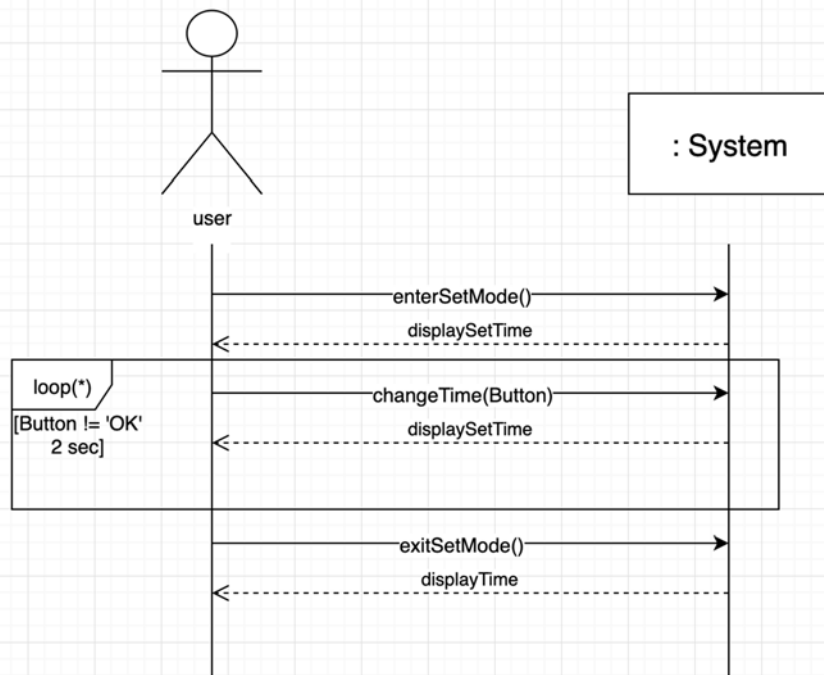 : System
user
enterSetMode()
displaySetTime
loop(*)
changeTime(Button)
[Button != 'OK'
2 sec]
displaySetTime
exitSetMode()
displayTime